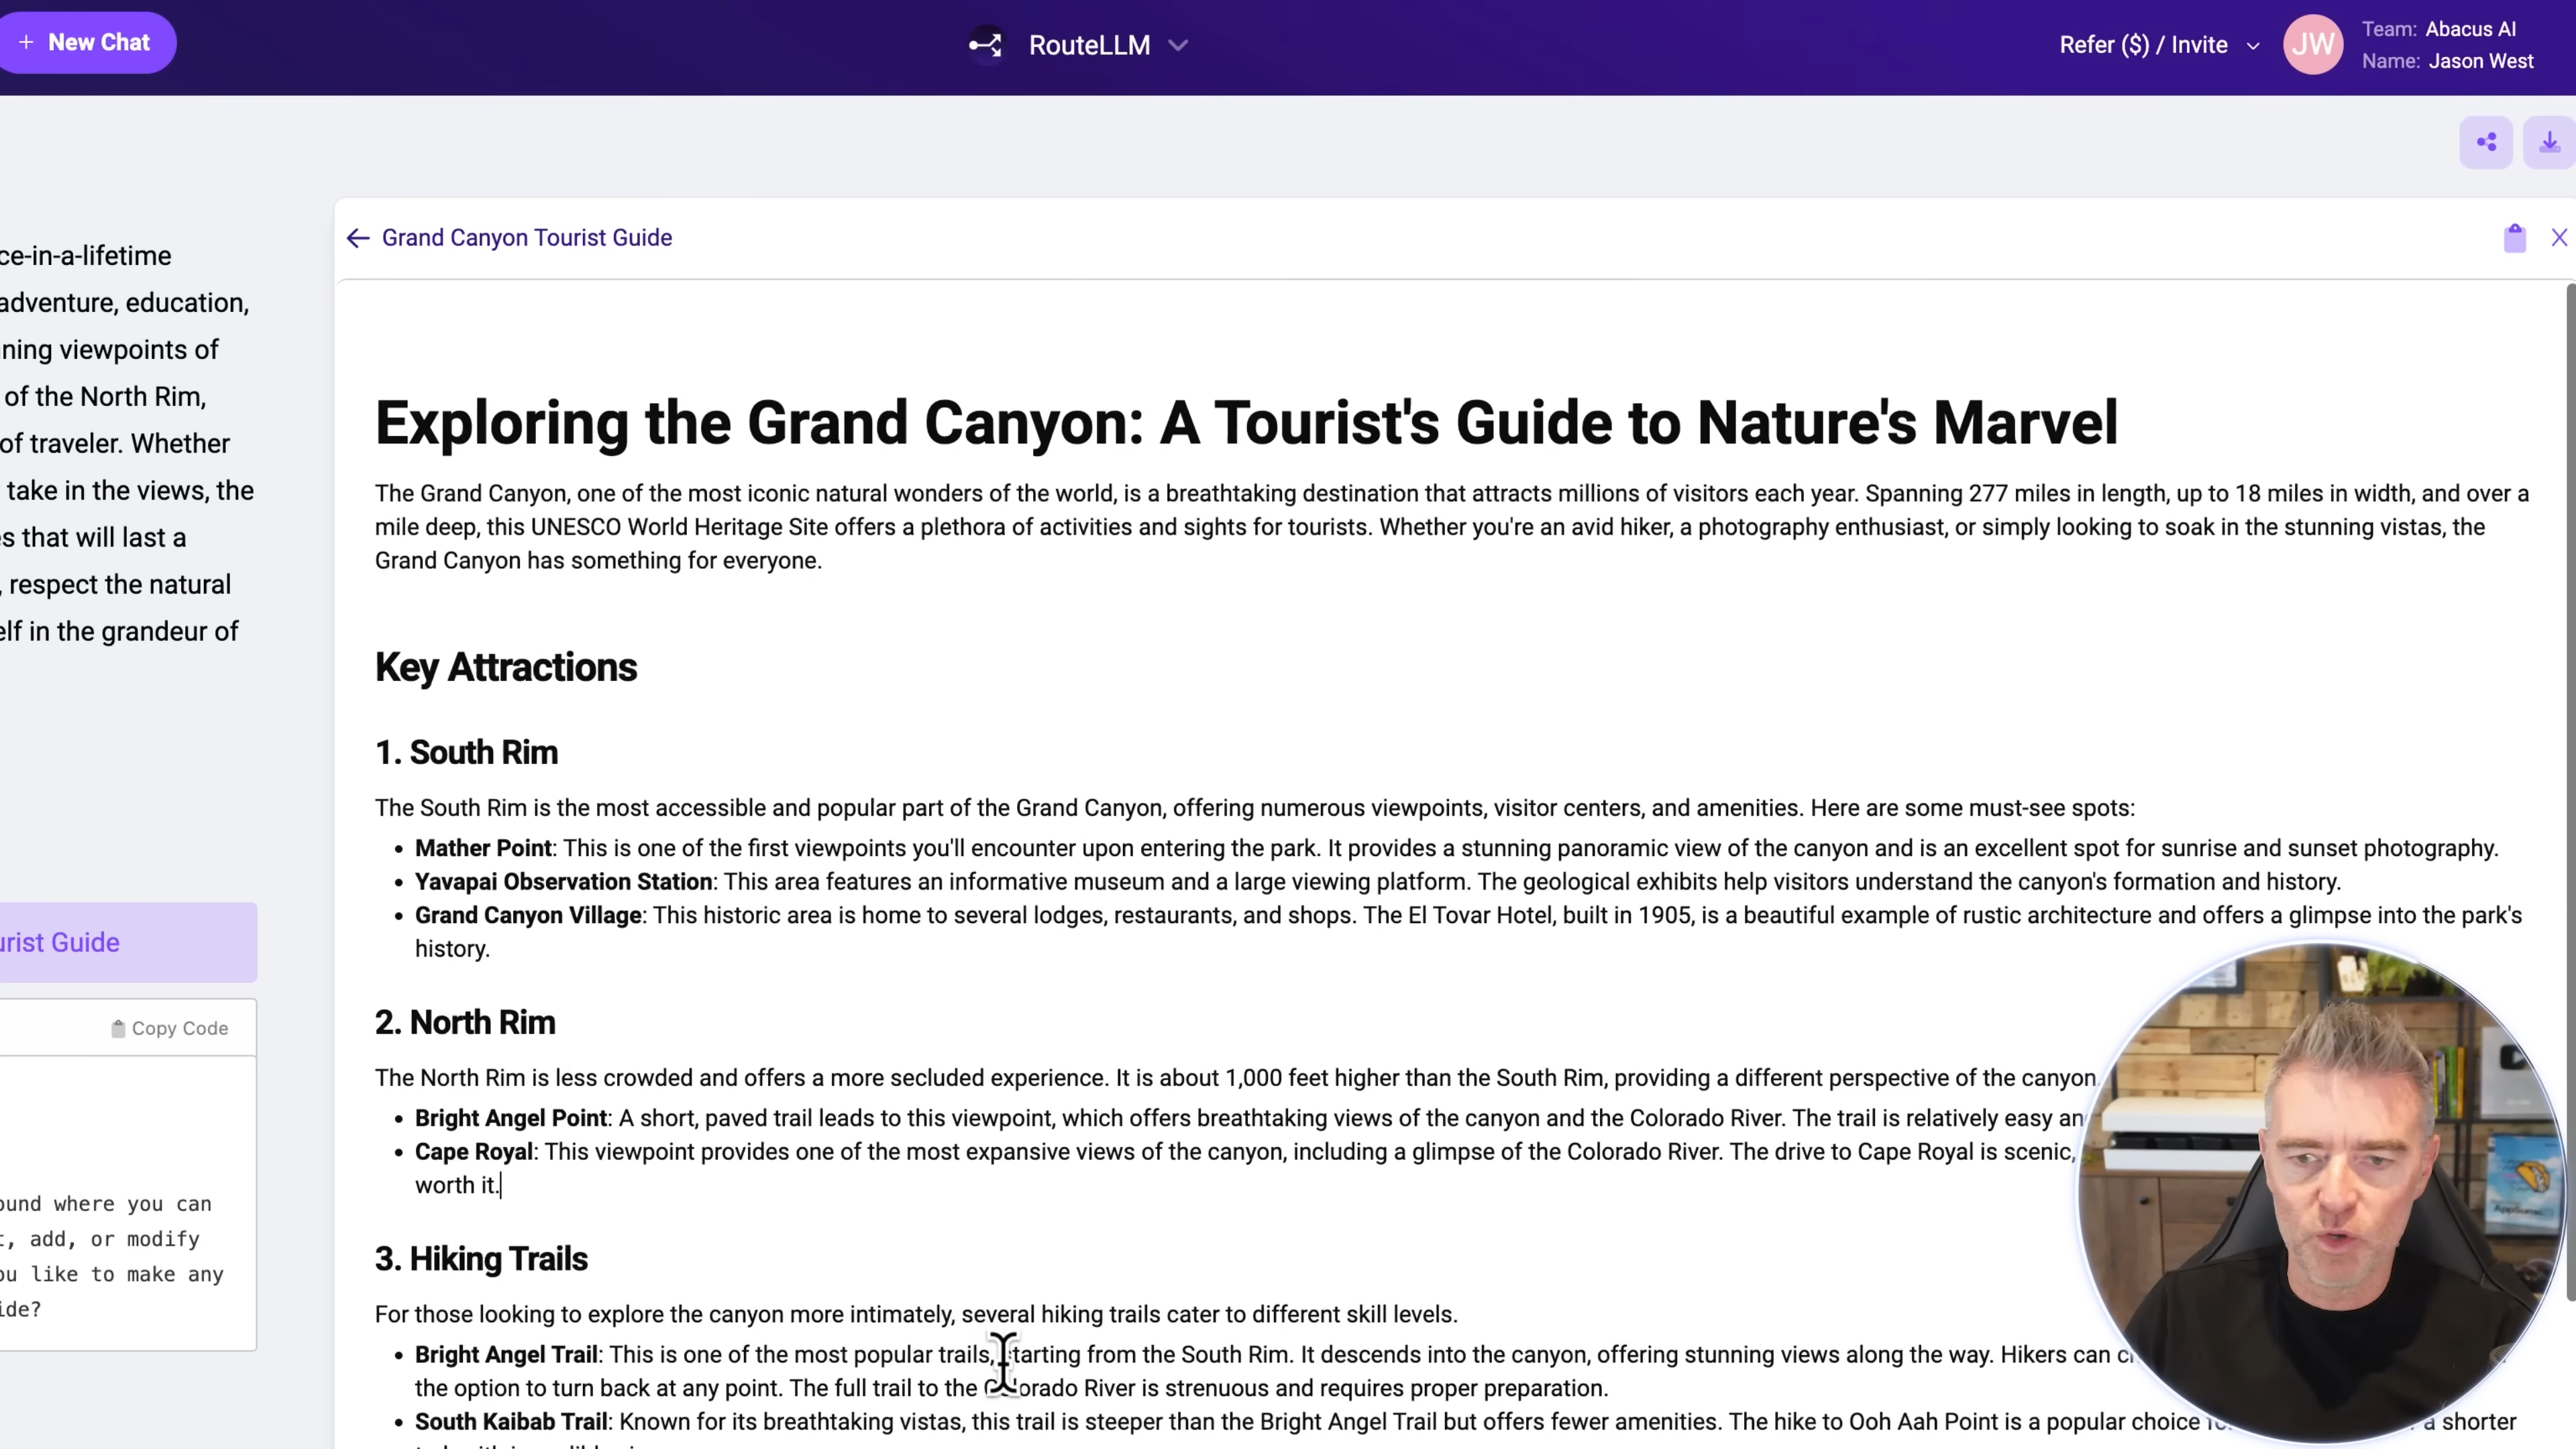 + New Chat
RouteLLM
Refer ($) / Invite
JW
Team: Abacus AI
Name: Jason West
ce-in-a-lifetime
adventure, education,
ning viewpoints of
of the North Rim,
of traveler. Whether
take in the views, the
s that will last a
, respect the natural
elf in the grandeur of
urist Guide
Copy Code
ound where you can
t, add, or modify
ou like to make any
ide?
Grand Canyon Tourist Guide
Exploring the Grand Canyon: A Tourist's Guide to Nature's Marvel
The Grand Canyon, one of the most iconic natural wonders of the world, is a breathtaking destination that attracts millions of visitors each year. Spanning 277 miles in length, up to 18 miles in width, and over a
mile deep, this UNESCO World Heritage Site offers a plethora of activities and sights for tourists. Whether you're an avid hiker, a photography enthusiast, or simply looking to soak in the stunning vistas, the
Grand Canyon has something for everyone.
Key Attractions
1. South Rim
The South Rim is the most accessible and popular part of the Grand Canyon, offering numerous viewpoints, visitor centers, and amenities. Here are some must-see spots:
• Mather Point: This is one of the first viewpoints you'll encounter upon entering the park. It provides a stunning panoramic view of the canyon and is an excellent spot for sunrise and sunset photography.
• Yavapai Observation Station: This area features an informative museum and a large viewing platform. The geological exhibits help visitors understand the canyon's formation and history.
• Grand Canyon Village: This historic area is home to several lodges, restaurants, and shops. The El Tovar Hotel, built in 1905, is a beautiful example of rustic architecture and offers a glimpse into the park's
history.
2. North Rim
The North Rim is less crowded and offers a more secluded experience. It is about 1,000 feet higher than the South Rim, providing a different perspective of the canyon.
• Bright Angel Point: A short, paved trail leads to this viewpoint, which offers breathtaking views of the canyon and the Colorado River. The trail is relatively easy an
• Cape Royal: This viewpoint provides one of the most expansive views of the canyon, including a glimpse of the Colorado River. The drive to Cape Royal is scenic,
worth it.
3. Hiking Trails
For those looking to explore the canyon more intimately, several hiking trails cater to different skill levels.
• Bright Angel Trail: This is one of the most popular trails, starting from the South Rim. It descends into the canyon, offering stunning views along the way. Hikers can
the option to turn back at any point. The full trail to the Colorado River is strenuous and requires proper preparation.
• South Kaibab Trail: Known for its breathtaking vistas, this trail is steeper than the Bright Angel Trail but offers fewer amenities. The hike to Ooh Aah Point is a popular choice a shorter